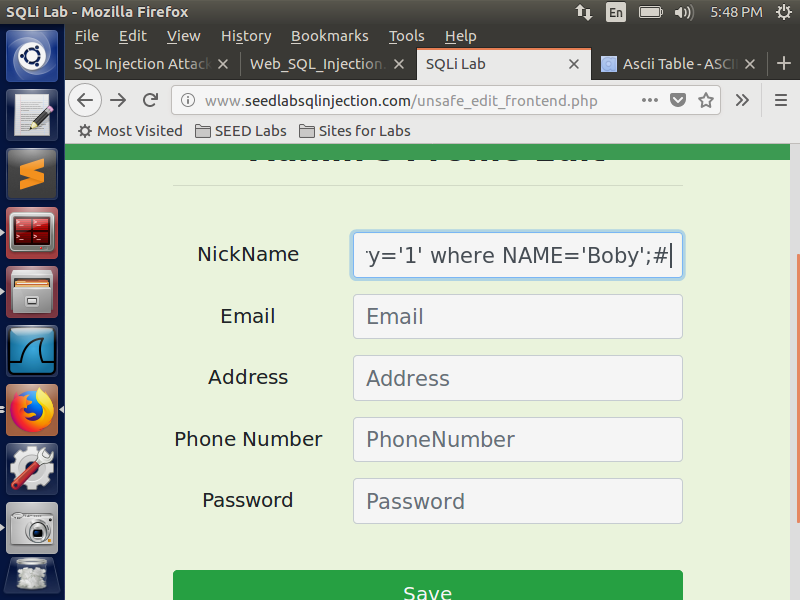 SQLi Lab - Mozilla Firefox
En
5:48 PM
File Edit View History Bookmarks Tools Help
SQL Injection Attack
Web_SQL_Injection.
SQLi Lab
Ascii Table - ASCII
www.seedlabsqlinjection.com/unsafe_edit_frontend.php
Most Visited
SEED Labs
Sites for Labs
NickName
y='1' where NAME='Boby';#
Email
Email
Address
Address
Phone Number
PhoneNumber
Password
Password
Save